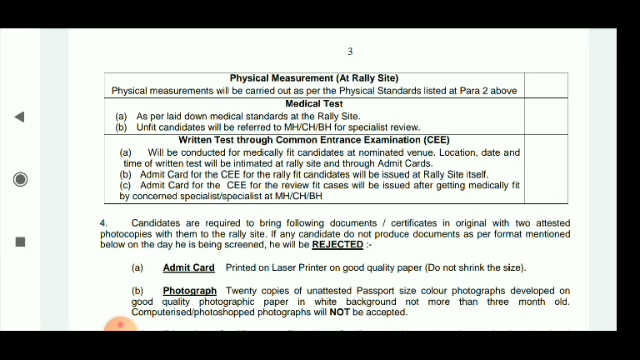 3
Physical Measurement (At Rally Site)
Physical measurements will be carried out as per the Physical Standards listed at Para 2 above
Medical Test
(a) As per laid down medical standards at the Rally Site.
(b) Unfit candidates will be referred to MH/CH/BH for specialist review.
Written Test through Common Entrance Examination (CEE)
(a) Will be conducted for medically fit candidates at nominated venue. Location, date and
time of written test will be intimated at rally site and through Admit Cards.
(b) Admit Card for the CEE for the rally fit candidates will be issued at Rally Site itself.
(c) Admit Card for the CEE for the review fit cases will be issued after getting medically fit
by concerned specialist/specialist at MH/CH/BH
4. Candidates are required to bring following documents / certificates in original with two attested
photocopies with them to the rally site. If any candidate do not produce documents as per format mentioned
below on the day he is being screened, he will be REJECTED :-
(a) Admit Card Printed on Laser Printer on good quality paper (Do not shrink the size).
(b) Photograph Twenty copies of unattested Passport size colour photographs developed on
good quality photographic paper in white background not more than three month old.
Computerised/photoshopped photographs will NOT be accepted.